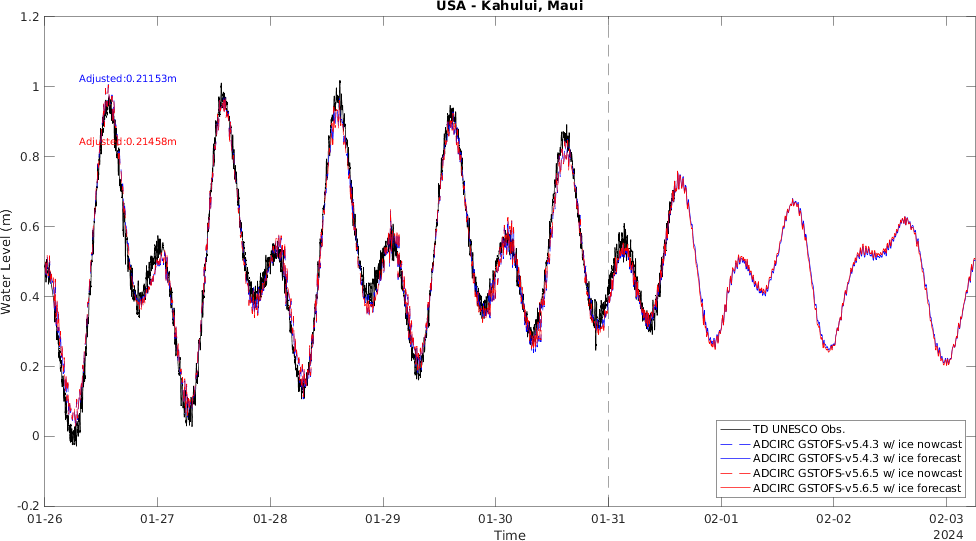 USA - Kahului, Maui
1.2
1
0.8
0.6
0.4
0.2
0
-0.2
Water Level (m)
Adjusted:0.21153m
Adjusted:0.21458m
TD UNESCO Obs.
ADCIRC GSTOFS-v5.4.3 w/ ice nowcast
ADCIRC GSTOFS-v5.4.3 w/ ice forecast
ADCIRC GSTOFS-v5.6.5 w/ ice nowcast
ADCIRC GSTOFS-v5.6.5 w/ ice forecast
01-26 01-27 01-28 01-29 01-30 01-31 02-01 02-02 02-03
Time
2024